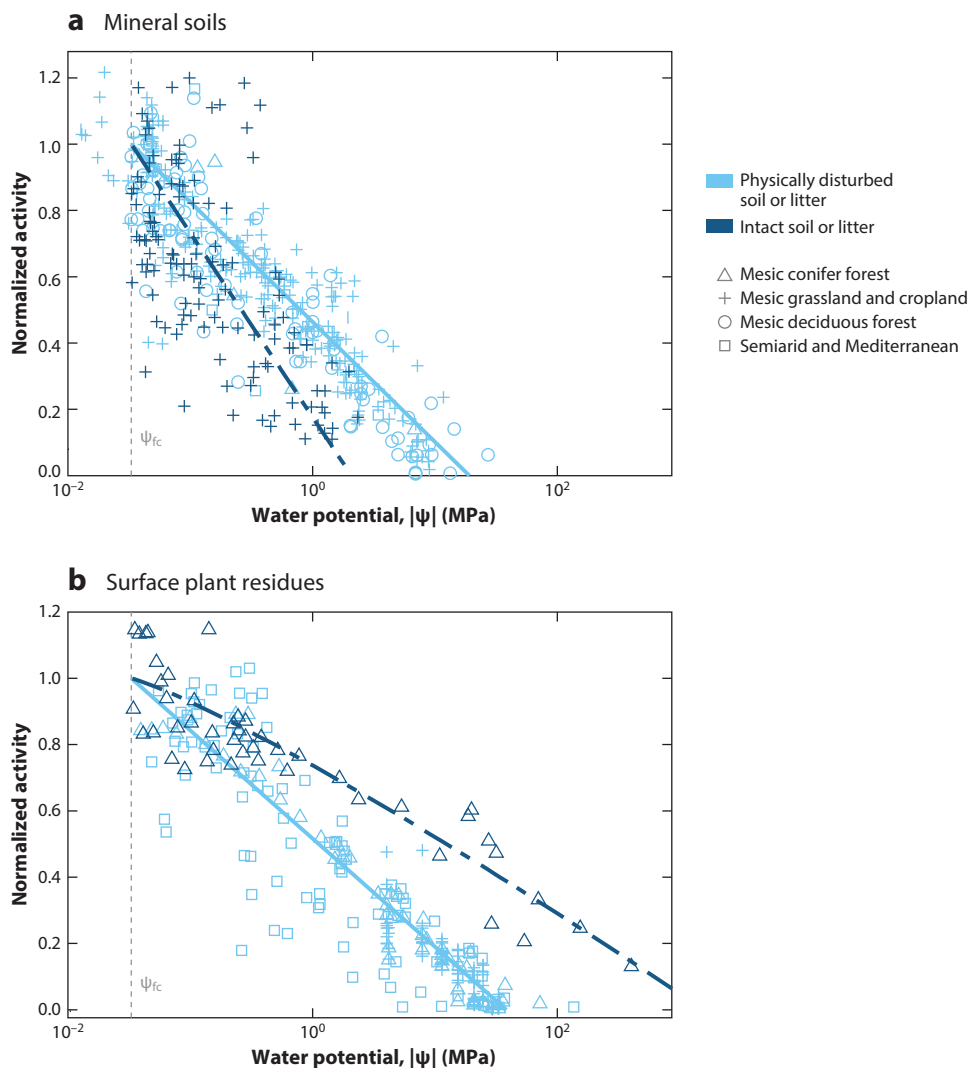 a Mineral soils
1.2
1.0
0.8
0.6
0.4
0.2
0.0
Normalized activity
ψfc
10⁻² 10⁰ 10²
Water potential, |ψ| (MPa)
Physically disturbed
soil or litter
Intact soil or litter
Mesic conifer forest
Mesic grassland and cropland
Mesic deciduous forest
Semiarid and Mediterranean
b Surface plant residues
1.2
1.0
0.8
0.6
0.4
0.2
0.0
Normalized activity
ψfc
10⁻² 10⁰ 10²
Water potential, |ψ| (MPa)